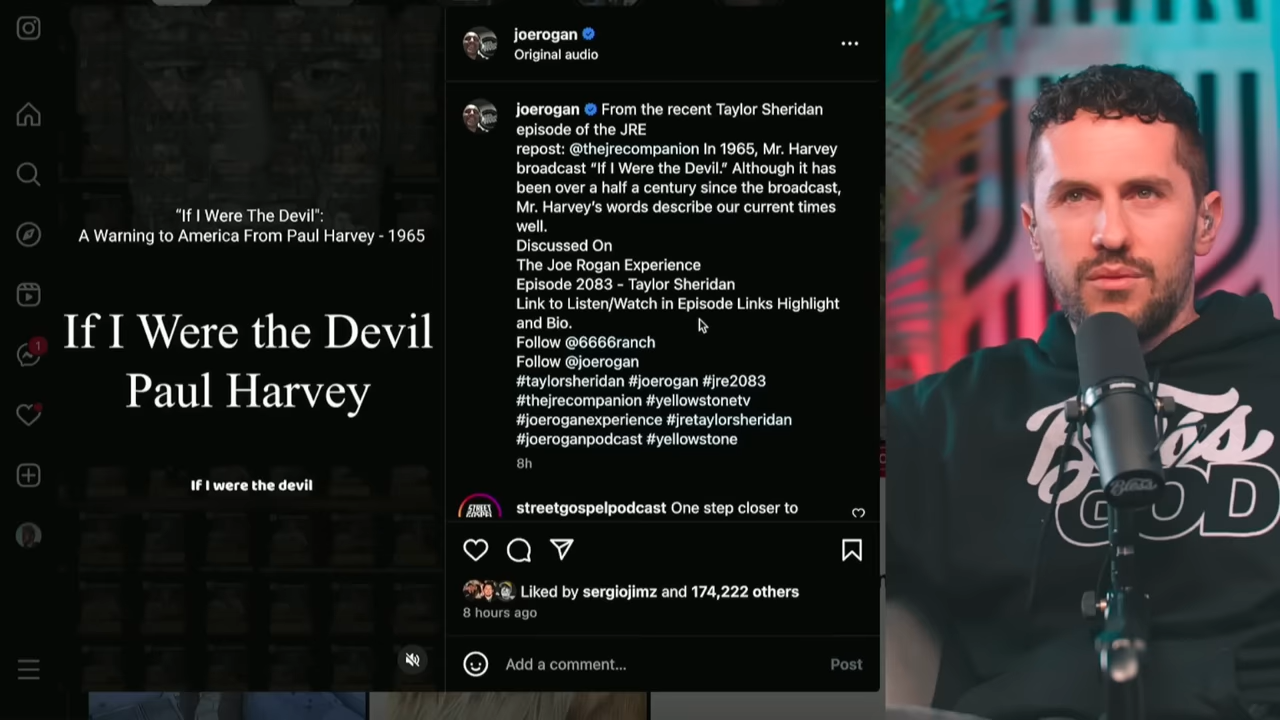 joerogan
Original audio
joerogan From the recent Taylor Sheridan
episode of the JRE
repost: @thejrecompanion In 1965, Mr. Harvey
broadcast “If I Were the Devil.” Although it has
been over a half a century since the broadcast,
Mr. Harvey’s words describe our current times
well.
Discussed On
The Joe Rogan Experience
Episode 2083 - Taylor Sheridan
Link to Listen/Watch in Episode Links Highlight
and Bio.
Follow @6666ranch
Follow @joerogan
#taylorsheridan #joerogan #jre2083
#thejrecompanion #yellowstonetv
#joeroganexperience #jretaylorsheridan
#joeroganpodcast #yellowstone
8h
streetgospelpodcast One step closer to
Liked by sergiojimz and 174,222 others
8 hours ago
Add a comment...
Post
"If I Were The Devil":
A Warning to America From Paul Harvey - 1965
If I Were the Devil
Paul Harvey
If I were the devil
1
STREET
GOSPEL
Bless
GOD
Bless